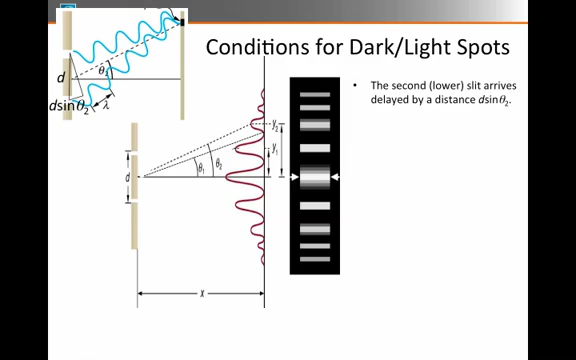 Conditions for Dark/Light Spots
• The second (lower) slit arrives
delayed by a distance dsinθ₂.
d
θ₂
dsinθ₂
λ
y₂
y₁
d
θ₁
θ₂
x